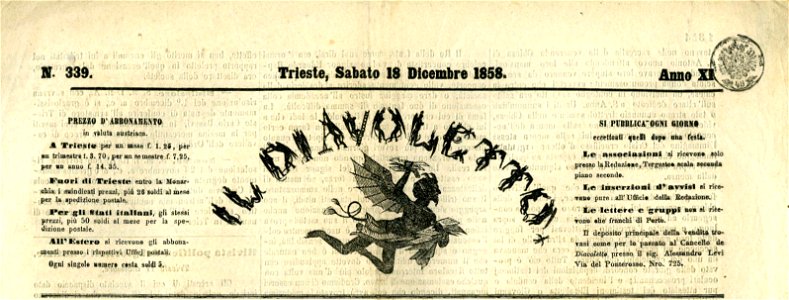 N. 339.
Trieste, Sabato 18 Dicembre 1858.
Anno XI
IL DIAVOLETTO,
PREZZO D'ABBONAMENTO
in valuta austriaca.
A Trieste per un mese f. 1. 25, per
un trimestre f. 3. 70, per un semestre f. 7,25,
per un anno f. 14. 35.
Fuori di Trieste entro la Monar-
chia i suindicati prezzi, più 25 soldi al mese
per la spedizione postale.
Per gli Stati italiani, gli stessi
prezzi, più 50 soldi al mese per la spe-
dizione postale.
All'Estero si ricevono gli abbona-
menti presso i rispettivi Uffici postali.
Ogni singolo numero costa soldi 5.
SI PUBBLICA OGNI GIORNO
eccettuati quelli dopo una festa.
Le associazioni si ricevono solo
presso la Redazione, Tergesteo scala seconda
piano secondo.
Le inserzioni d'avvisi si rice-
vono pure all'Ufficio della Redazione.
Le lettere e gruppi non si rice-
vono che franchi di Porto.
Il deposito principale della vendita tro-
vasi come per lo passato al Cancello de
Diavoletto presso il sig. Alessandro Levi
Via del Ponterosso, Nro. 725.